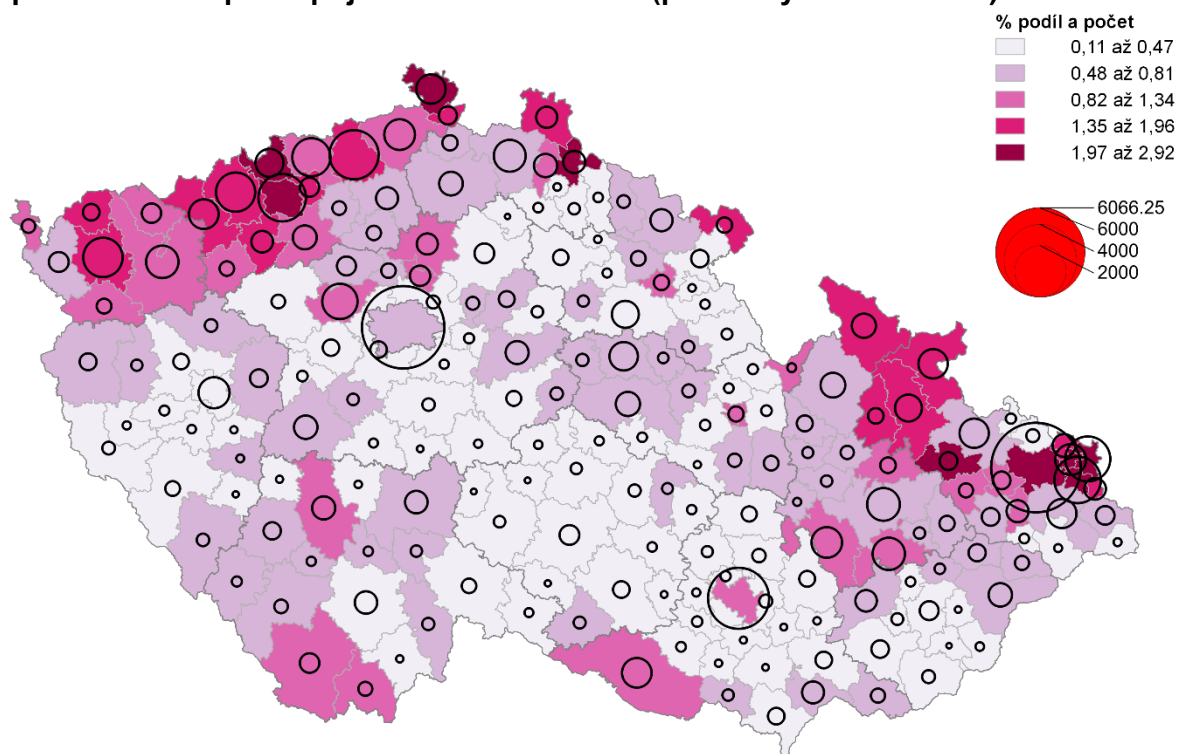 % podíl a počet
0,11 až 0,47
0,48 až 0,81
0,82 až 1,34
1,35 až 1,96
1,97 až 2,92
6066.25
6000
4000
2000